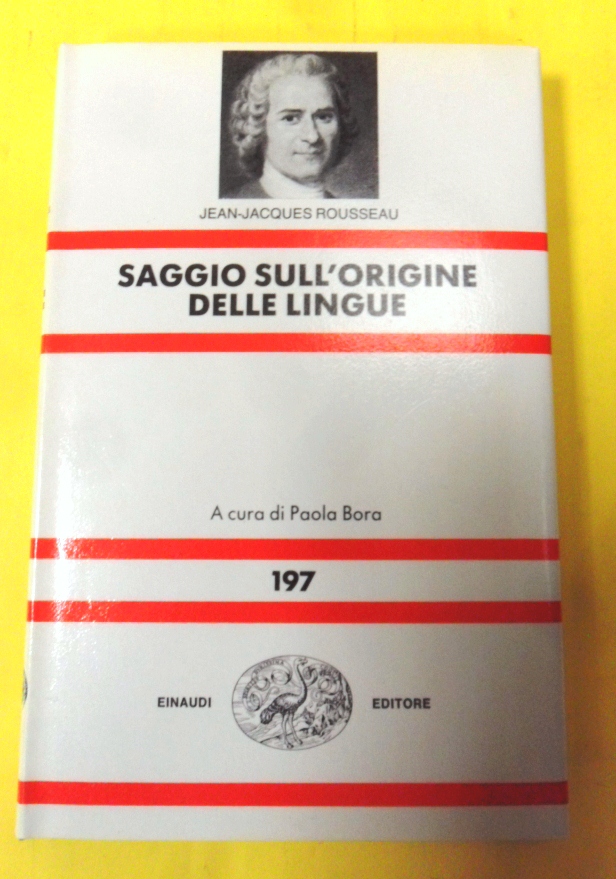 JEAN-JACQUES ROUSSEAU
SAGGIO SULL'ORIGINE
DELLE LINGUE
A cura di Paola Bora
197
EINAUDI
EDITORE